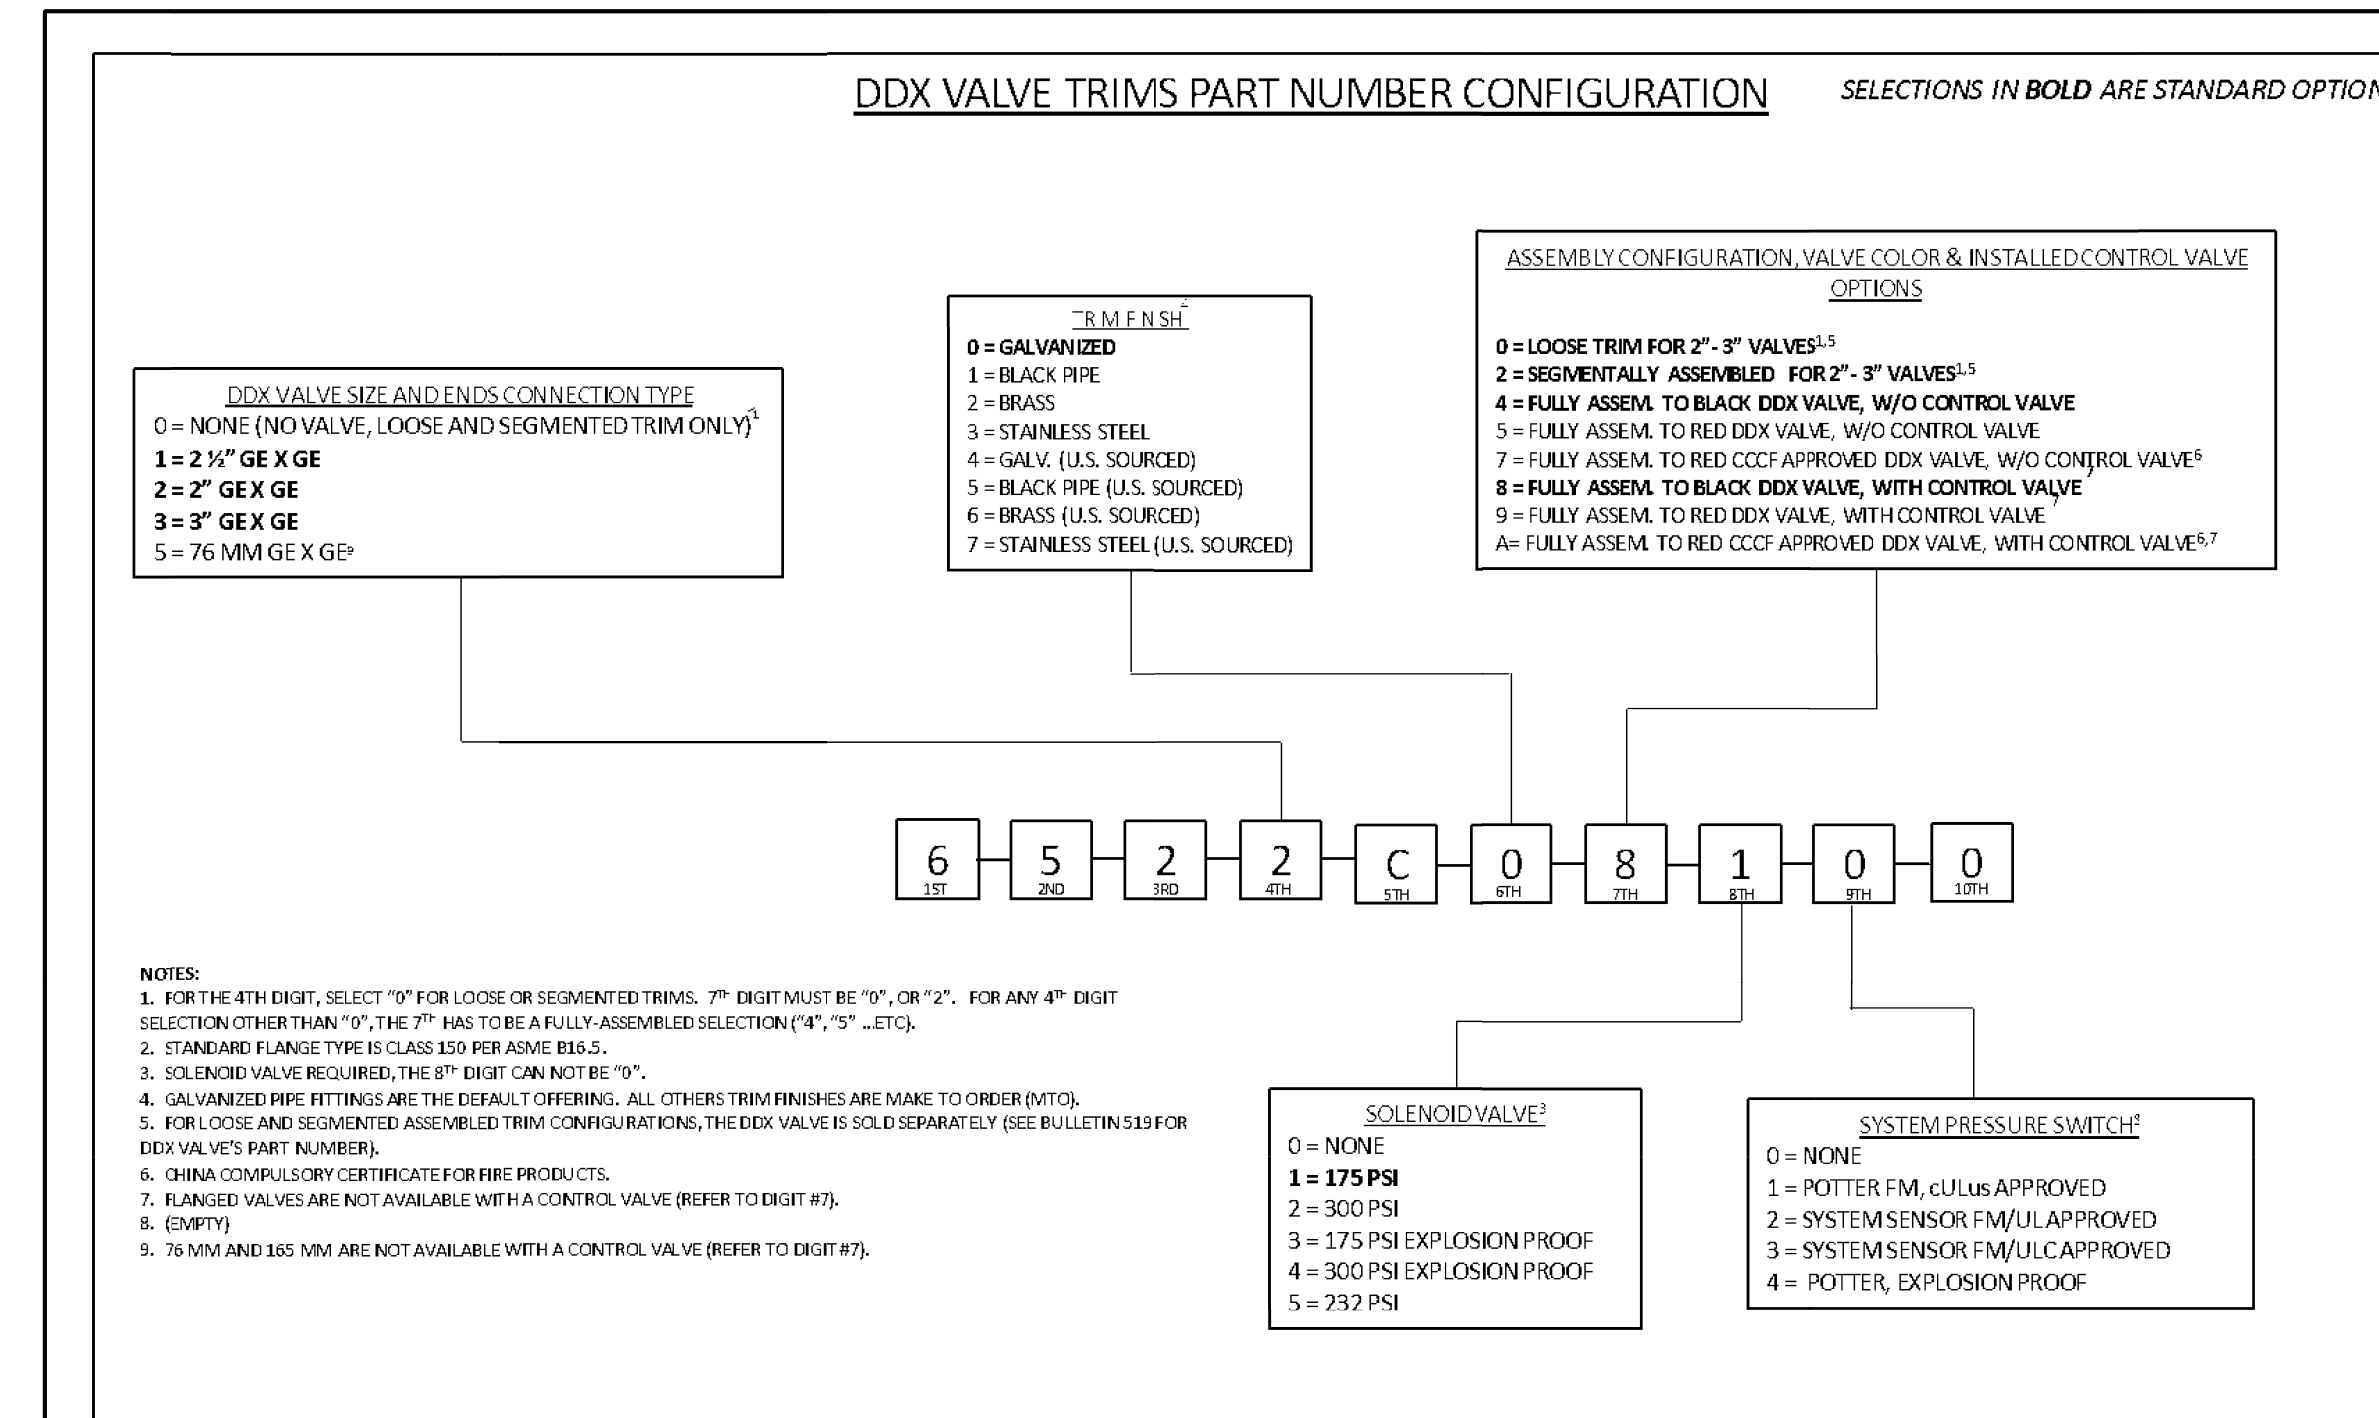 DDX VALVE TRIMS PART NUMBER CONFIGURATION
SELECTIONS IN BOLD ARE STANDARD OPTION
DDX VALVE SIZE AND ENDS CONNECTION TYPE
0 = NONE (NO VALVE, LOOSE AND SEGMENTED TRIM ONLY)¹
1 = 2 ½” GE X GE
2 = 2” GE X GE
3 = 3” GE X GE
5 = 76 MM GE X GE⁹
TRIM FINISH⁴
0 = GALVANIZED
1 = BLACK PIPE
2 = BRASS
3 = STAINLESS STEEL
4 = GALV. (U.S. SOURCED)
5 = BLACK PIPE (U.S. SOURCED)
6 = BRASS (U.S. SOURCED)
7 = STAINLESS STEEL (U.S. SOURCED)
ASSEMBLY CONFIGURATION, VALVE COLOR & INSTALLED CONTROL VALVE
OPTIONS
0 = LOOSE TRIM FOR 2” - 3” VALVES¹,⁵
2 = SEGMENTALLY ASSEMBLED FOR 2” - 3” VALVES¹,⁵
4 = FULLY ASSEM. TO BLACK DDX VALVE, W/O CONTROL VALVE
5 = FULLY ASSEM. TO RED DDX VALVE, W/O CONTROL VALVE
7 = FULLY ASSEM. TO RED CCCF APPROVED DDX VALVE, W/O CONTROL VALVE⁶
8 = FULLY ASSEM. TO BLACK DDX VALVE, WITH CONTROL VALVE⁷
9 = FULLY ASSEM. TO RED DDX VALVE, WITH CONTROL VALVE⁷
A= FULLY ASSEM. TO RED CCCF APPROVED DDX VALVE, WITH CONTROL VALVE⁶,⁷
6 5 2 2 C 0 8 1 0 0
1ST 2ND 3RD 4TH 5TH 6TH 7TH 8TH 9TH 10TH
NOTES:
1. FOR THE 4TH DIGIT, SELECT “0” FOR LOOSE OR SEGMENTED TRIMS. 7TH DIGIT MUST BE “0”, OR “2”. FOR ANY 4TH DIGIT
SELECTION OTHER THAN “0”, THE 7TH HAS TO BE A FULLY-ASSEMBLED SELECTION (“4”, “5” ...ETC).
2. STANDARD FLANGE TYPE IS CLASS 150 PER ASME B16.5.
3. SOLENOID VALVE REQUIRED, THE 8TH DIGIT CAN NOT BE “0”.
4. GALVANIZED PIPE FITTINGS ARE THE DEFAULT OFFERING. ALL OTHERS TRIM FINISHES ARE MAKE TO ORDER (MTO).
5. FOR LOOSE AND SEGMENTED ASSEMBLED TRIM CONFIGURATIONS, THE DDX VALVE IS SOLD SEPARATELY (SEE BULLETIN 519 FOR
DDX VALVE’S PART NUMBER).
6. CHINA COMPULSORY CERTIFICATE FOR FIRE PRODUCTS.
7. FLANGED VALVES ARE NOT AVAILABLE WITH A CONTROL VALVE (REFER TO DIGIT #7).
8. (EMPTY)
9. 76 MM AND 165 MM ARE NOT AVAILABLE WITH A CONTROL VALVE (REFER TO DIGIT #7).
SOLENOID VALVE³
0 = NONE
1 = 175 PSI
2 = 300 PSI
3 = 175 PSI EXPLOSION PROOF
4 = 300 PSI EXPLOSION PROOF
5 = 232 PSI
SYSTEM PRESSURE SWITCH⁸
0 = NONE
1 = POTTER FM, cULus APPROVED
2 = SYSTEM SENSOR FM/UL APPROVED
3 = SYSTEM SENSOR FM/ULC APPROVED
4 = POTTER, EXPLOSION PROOF